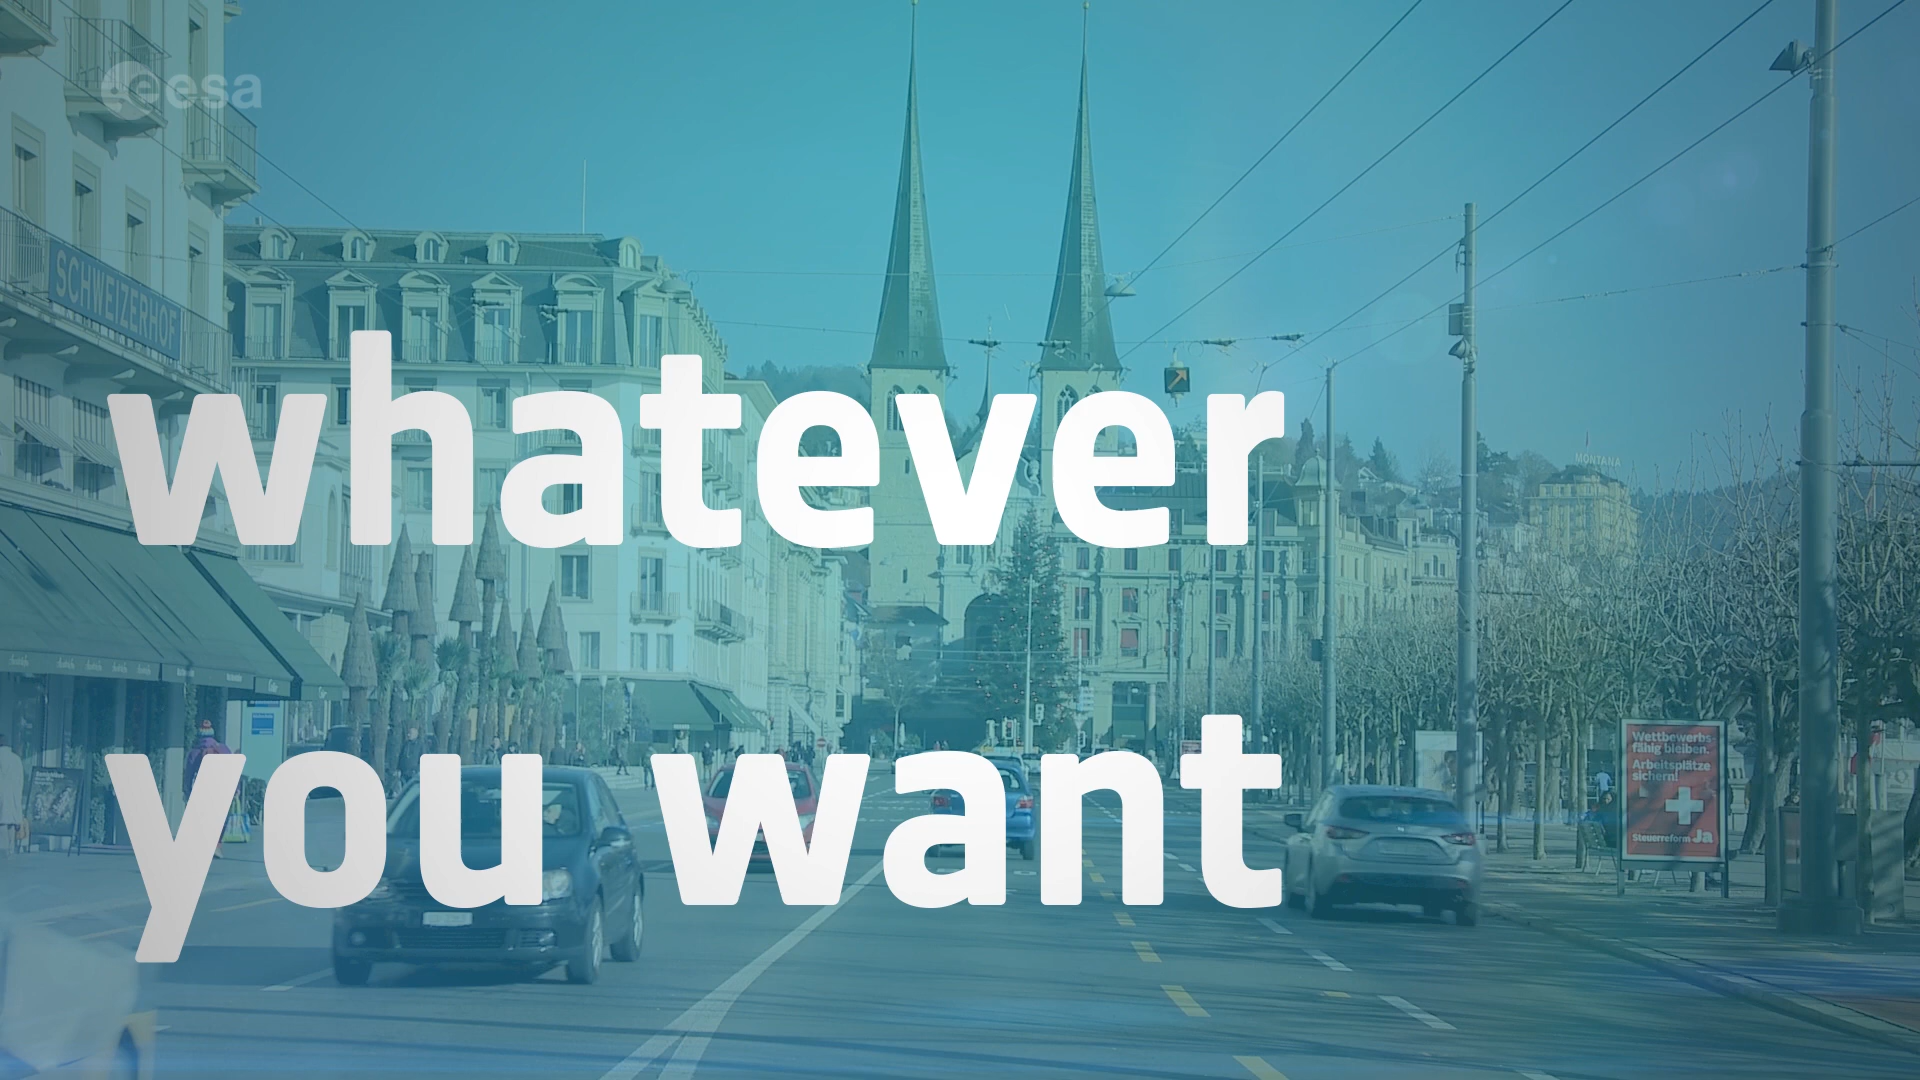 esa
SCHWEIZERHOF
whatever
MONTANA
you want
Wettbewerbs-
fähig bleiben.
Arbeitsplätze
sichern!
Steuerreform Ja